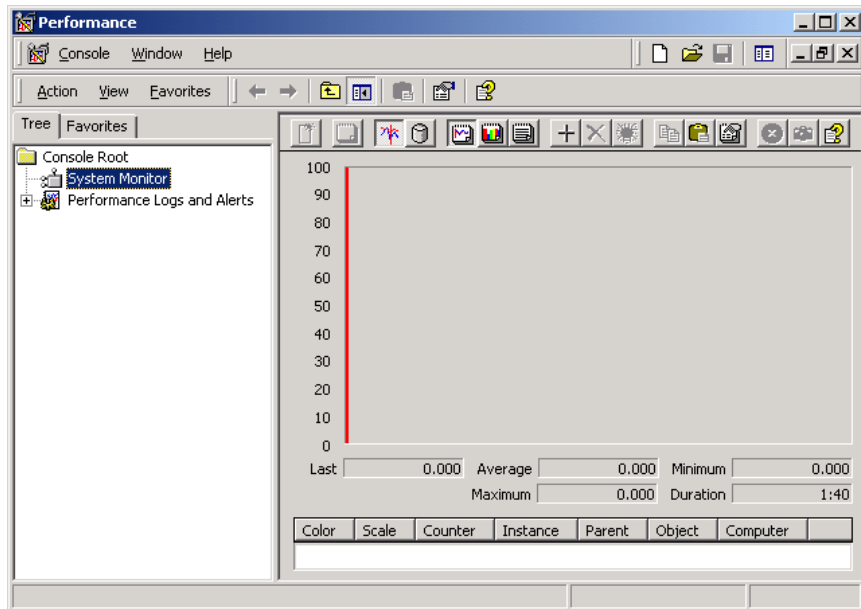 Performance
Console Window Help
Action View Favorites
Tree Favorites
Console Root
System Monitor
Performance Logs and Alerts
100
90
80
70
60
50
40
30
20
10
0
Last 0.000 Average 0.000 Minimum 0.000
Maximum 0.000 Duration 1:40
Color Scale Counter Instance Parent Object Computer